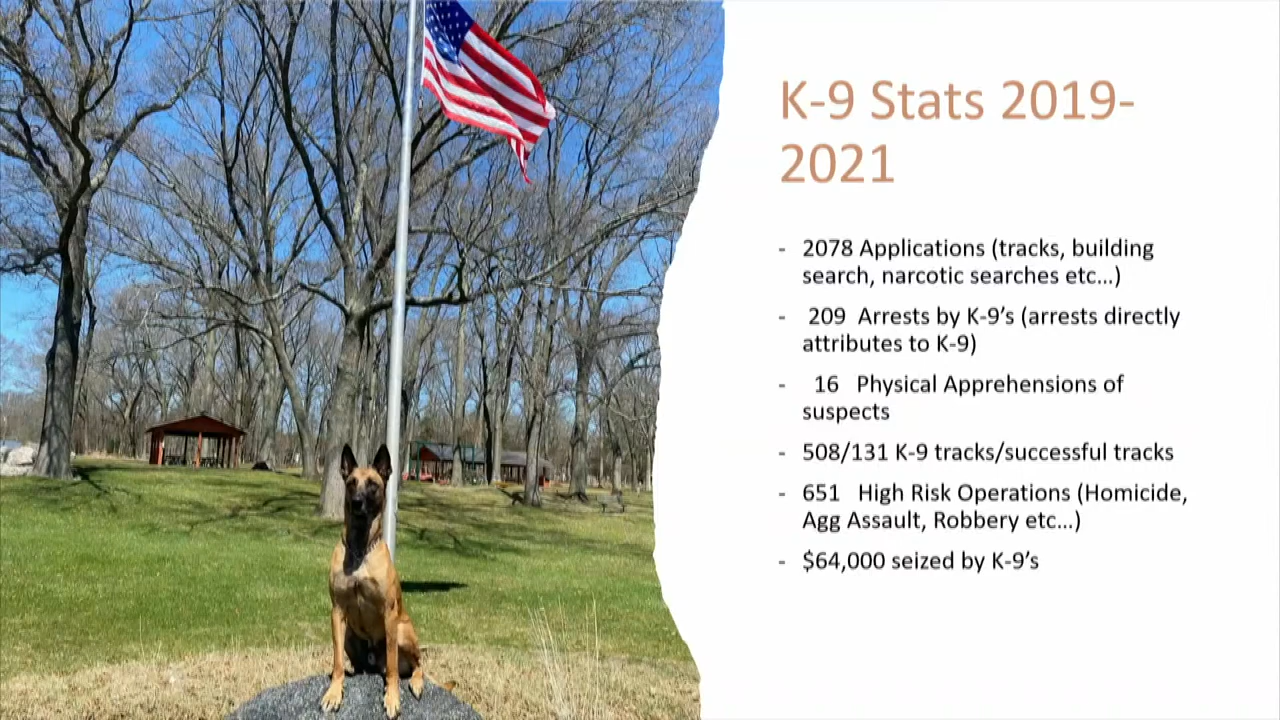 K-9 Stats 2019-
2021
- 2078 Applications (tracks, building
search, narcotic searches etc...)
- 209 Arrests by K-9’s (arrests directly
attributes to K-9)
- 16 Physical Apprehensions of
suspects
- 508/131 K-9 tracks/successful tracks
- 651 High Risk Operations (Homicide,
Agg Assault, Robbery etc...)
- $64,000 seized by K-9’s